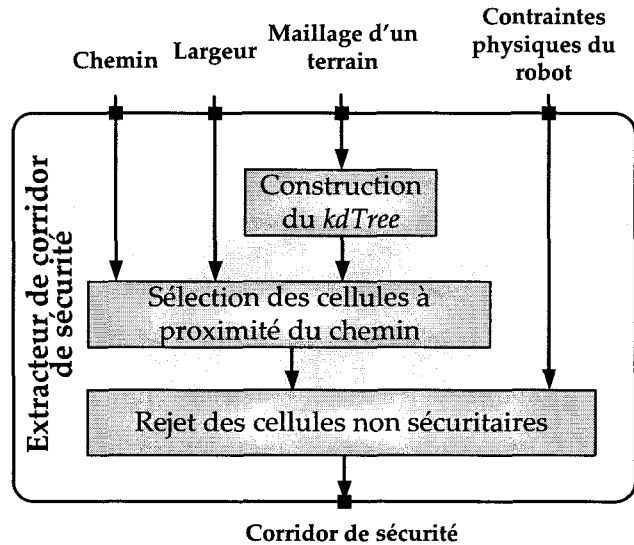 Chemin
Largeur
Maillage d'un
terrain
Contraintes
physiques du
robot
Extracteur de corridor
de sécurité
Construction
du kdTree
Sélection des cellules à
proximité du chemin
Rejet des cellules non sécuritaires
Corridor de sécurité